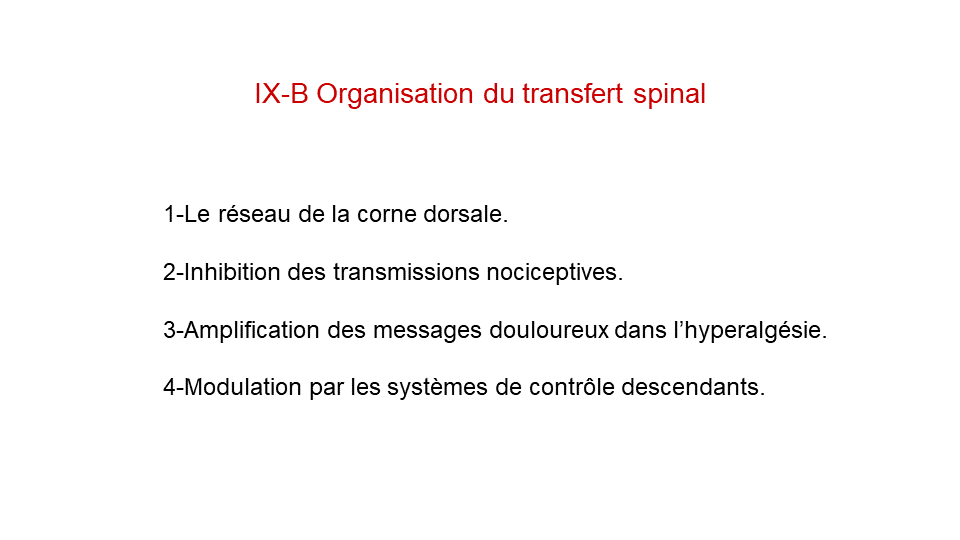 IX-B Organisation du transfert spinal
1-Le réseau de la corne dorsale.
2-Inhibition des transmissions nociceptives.
3-Amplification des messages douloureux dans l’hyperalgésie.
4-Modulation par les systèmes de contrôle descendants.